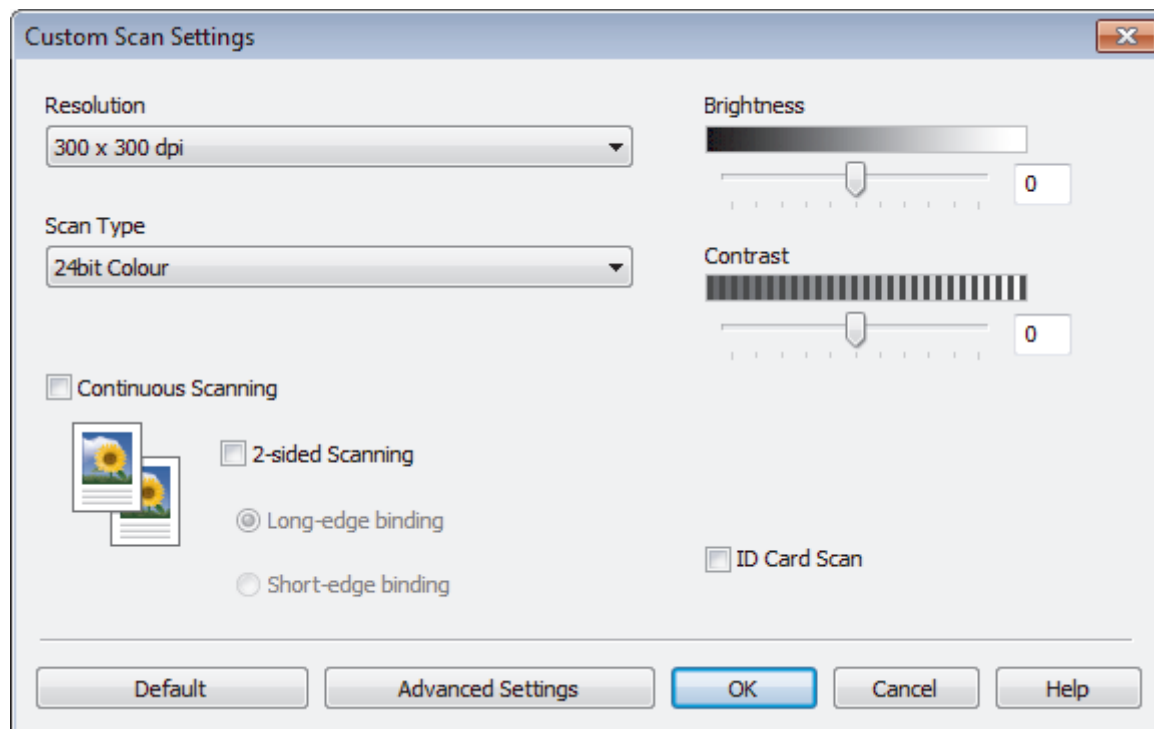 Custom Scan Settings
Resolution
300 x 300 dpi
Scan Type
24bit Colour
Brightness
0
Contrast
0
Continuous Scanning
2-sided Scanning
Long-edge binding
Short-edge binding
ID Card Scan
Default
Advanced Settings
OK
Cancel
Help